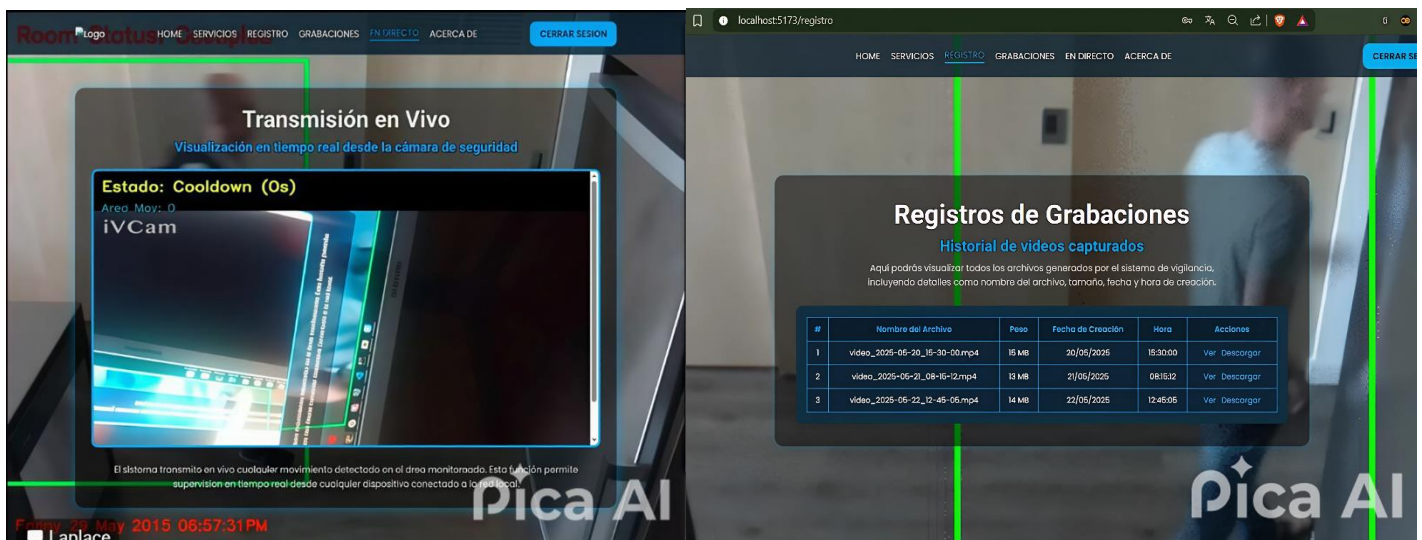 Room Status: Occupied
Logo HOME SERVICIOS REGISTRO GRABACIONES EN DIRECTO ACERCA DE CERRAR SESION
Transmisión en Vivo
Visualización en tiempo real desde la cámara de seguridad
Estado: Cooldown (0s)
Area Mov: 0
iVCam
El sistema transmite en vivo cualquier movimiento detectado en el area monitoreada. Esta función permite
supervision en tiempo real desde cualquier dispositivo conectado a la red local.
Pica AI
May 2015 06:57:31PM
Laplace
localhost:5173/registro
HOME SERVICIOS REGISTRO GRABACIONES EN DIRECTO ACERCA DE CERRAR SE
Registros de Grabaciones
Historial de videos capturados
Aquí podrás visualizar todos los archivos generados por el sistema de vigilancia,
incluyendo detalles como nombre del archivo, tamaño, fecha y hora de creación.
# Nombre del Archivo Peso Fecha de Creación Hora Acciones
1 video_2025-05-20_15-30-00.mp4 15 MB 20/05/2025 15:30:00 Ver Descargar
2 video_2025-05-21_08-15-12.mp4 13 MB 21/05/2025 08:15:12 Ver Descargar
3 video_2025-05-22_12-45-05.mp4 14 MB 22/05/2025 12:45:05 Ver Descargar
Pica AI